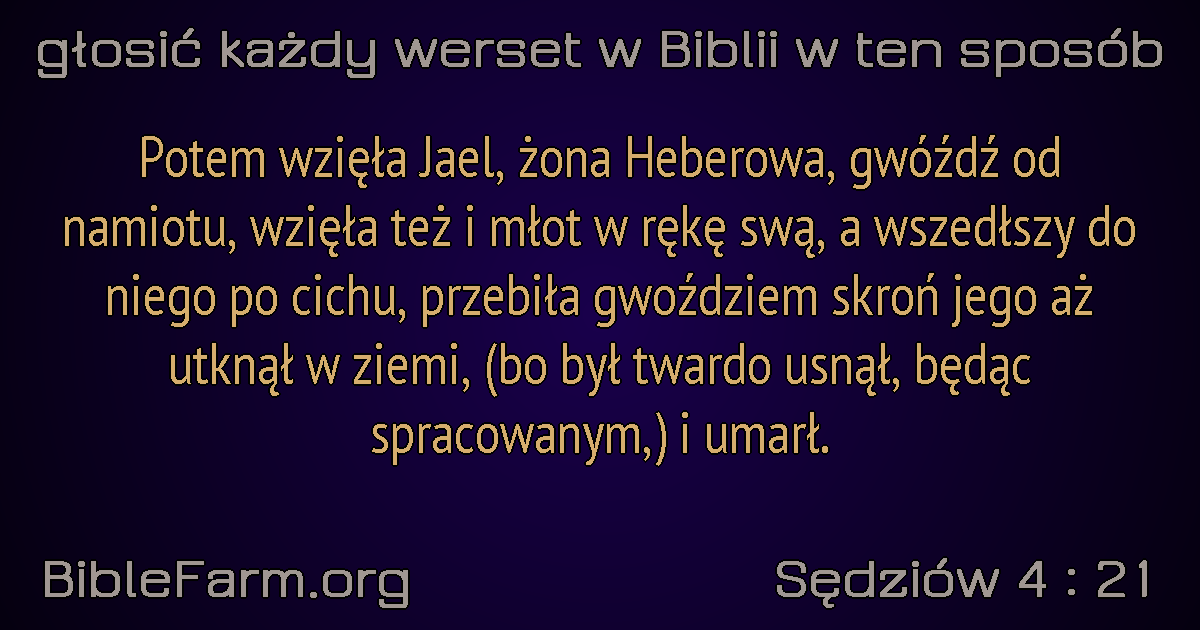 głosić każdy werset w Biblii w ten sposób
Potem wzięła Jael, żona Heberowa, gwóźdź od
namiotu, wzięła też i młot w rękę swą, a wszedłszy do
niego po cichu, przebiła gwoździem skroń jego aż
utknął w ziemi, (bo był twardo usnął, będąc
spracowanym,) i umarł.
BibleFarm.org
Sędziów 4 : 21